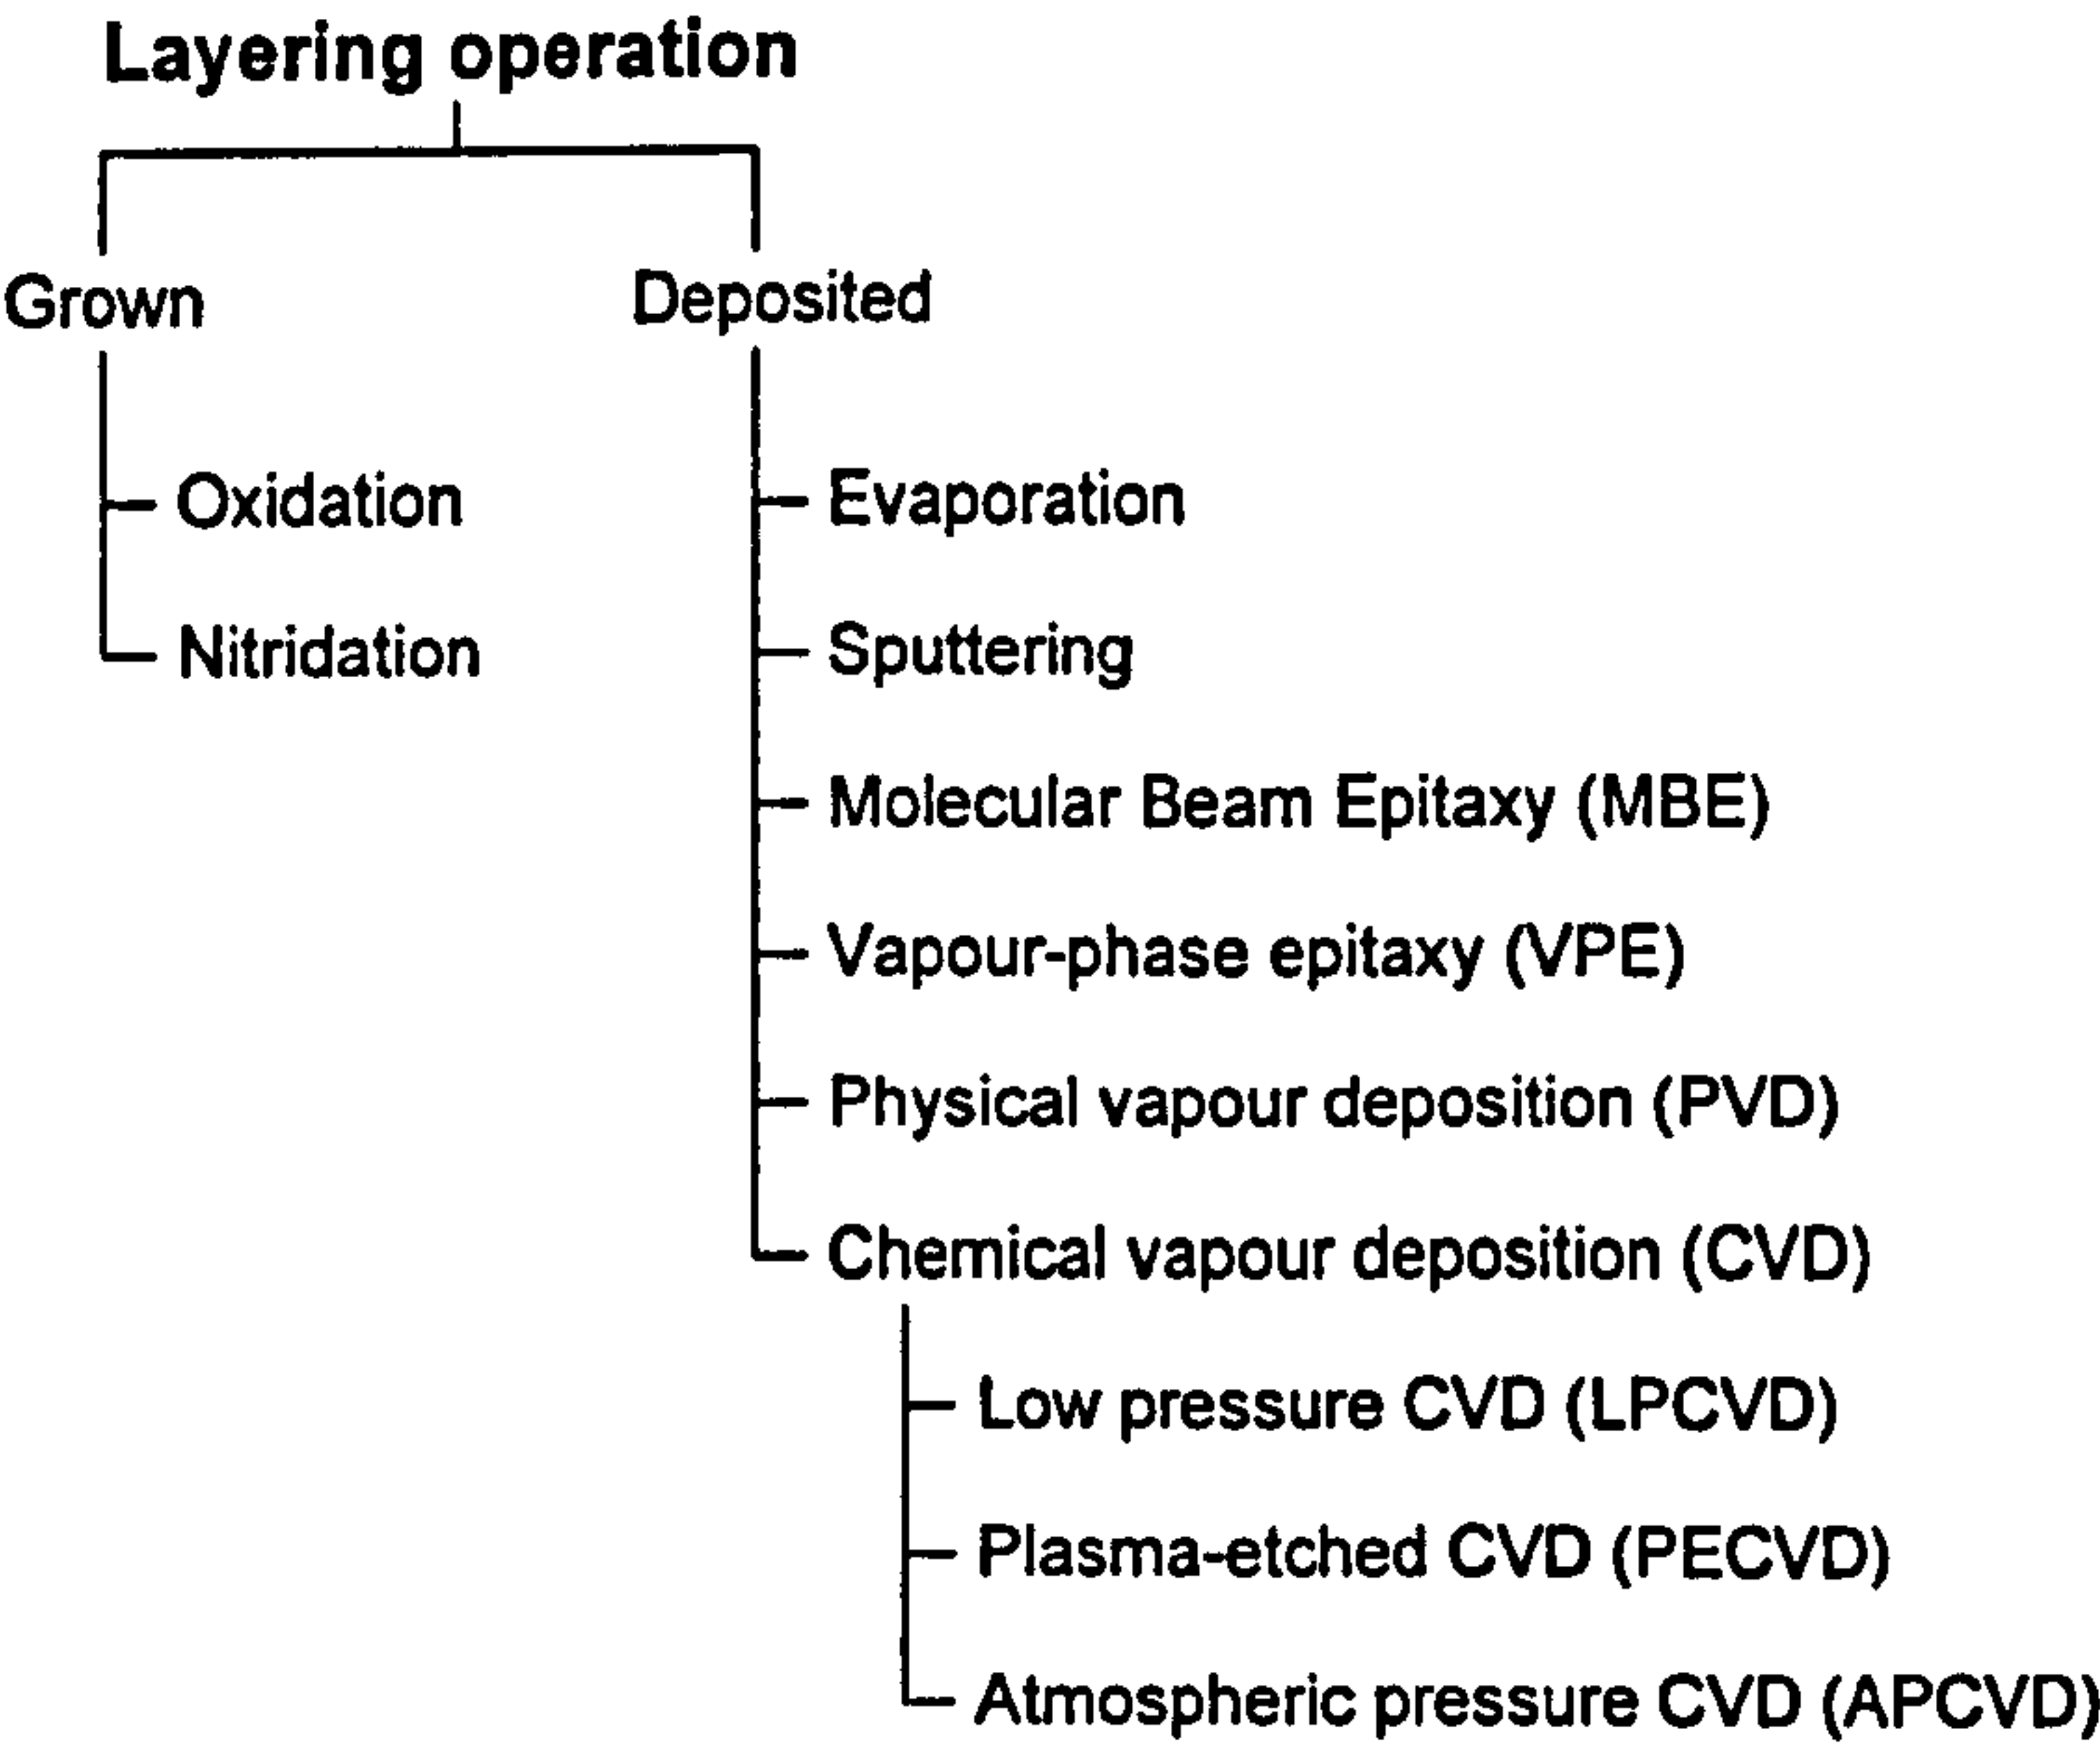 Layering operation
Grown
Deposited
Oxidation
Nitridation
Evaporation
Sputtering
Molecular Beam Epitaxy (MBE)
Vapour-phase epitaxy (VPE)
Physical vapour deposition (PVD)
Chemical vapour deposition (CVD)
Low pressure CVD (LPCVD)
Plasma-etched CVD (PECVD)
Atmospheric pressure CVD (APCVD)